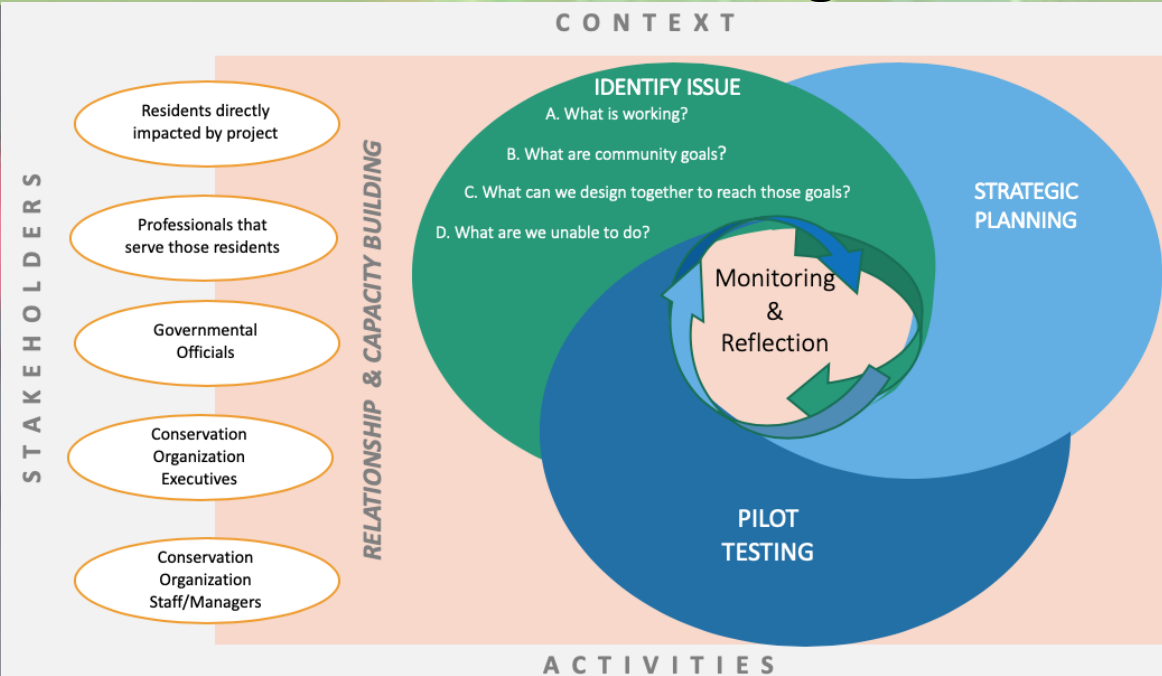 CONTEXT
STAKEHOLDERS
Residents directly
impacted by project
Professionals that
serve those residents
Governmental
Officials
Conservation
Organization
Executives
Conservation
Organization
Staff/Managers
RELATIONSHIP & CAPACITY BUILDING
IDENTIFY ISSUE
A. What is working?
B. What are community goals?
C. What can we design together to reach those goals?
D. What are we unable to do?
STRATEGIC
PLANNING
Monitoring
&
Reflection
PILOT
TESTING
ACTIVITIES